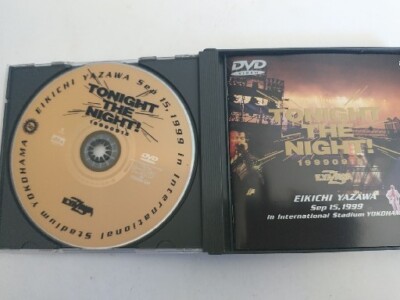 EIKICHI YAZAWA Sep 15, 1999 in International Stadium YOKOHAMA
TONIGHT
THE
NIGHT!
DVD
DVD
VIDEO
TONIGHT
THE
NIGHT!
EIKICHI YAZAWA
Sep 15, 1999
in International Stadium YOKOHAMA